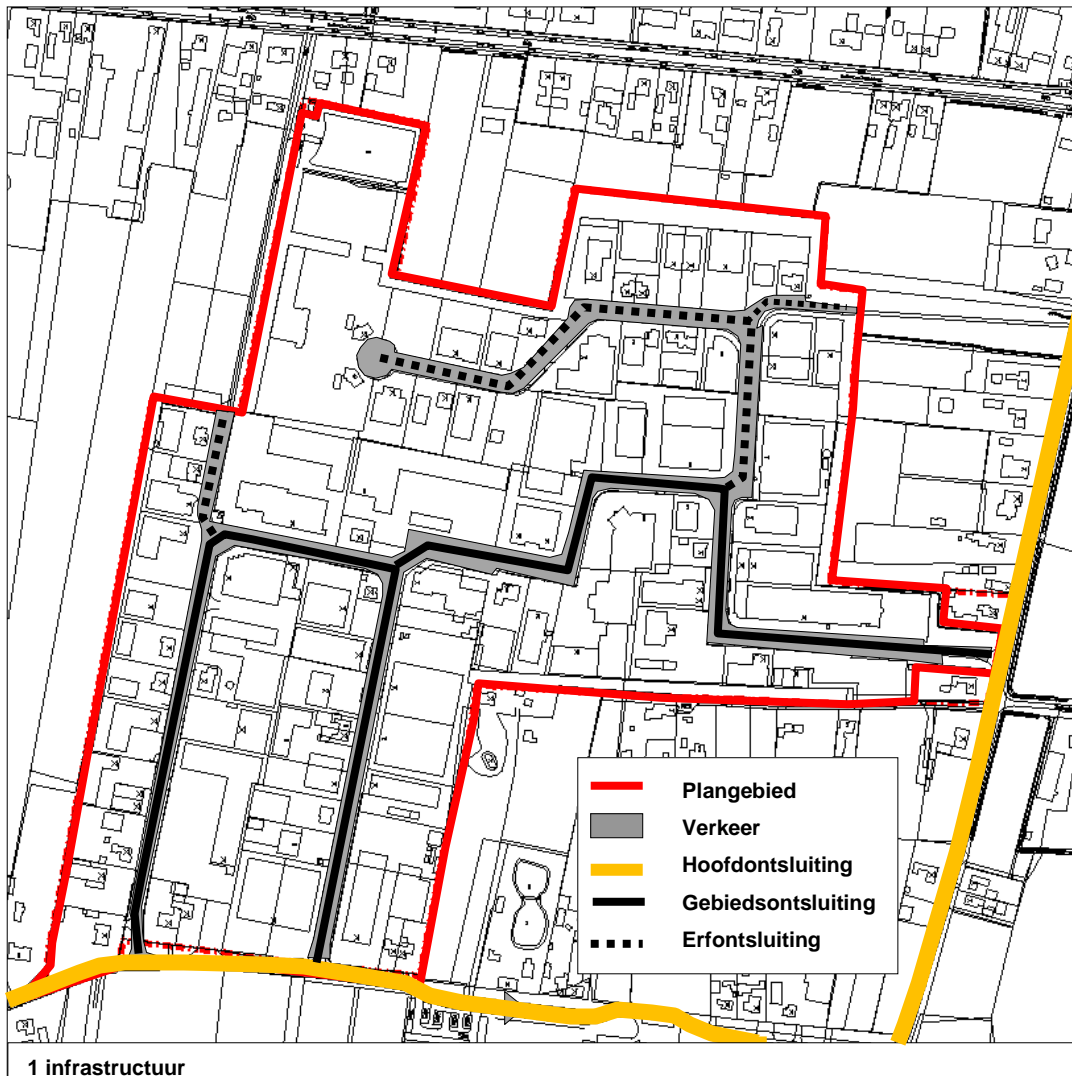 Plangebied
Verkeer
Hoofdontsluiting
Gebiedsontsluiting
Erfontsluiting
1 infrastructuur